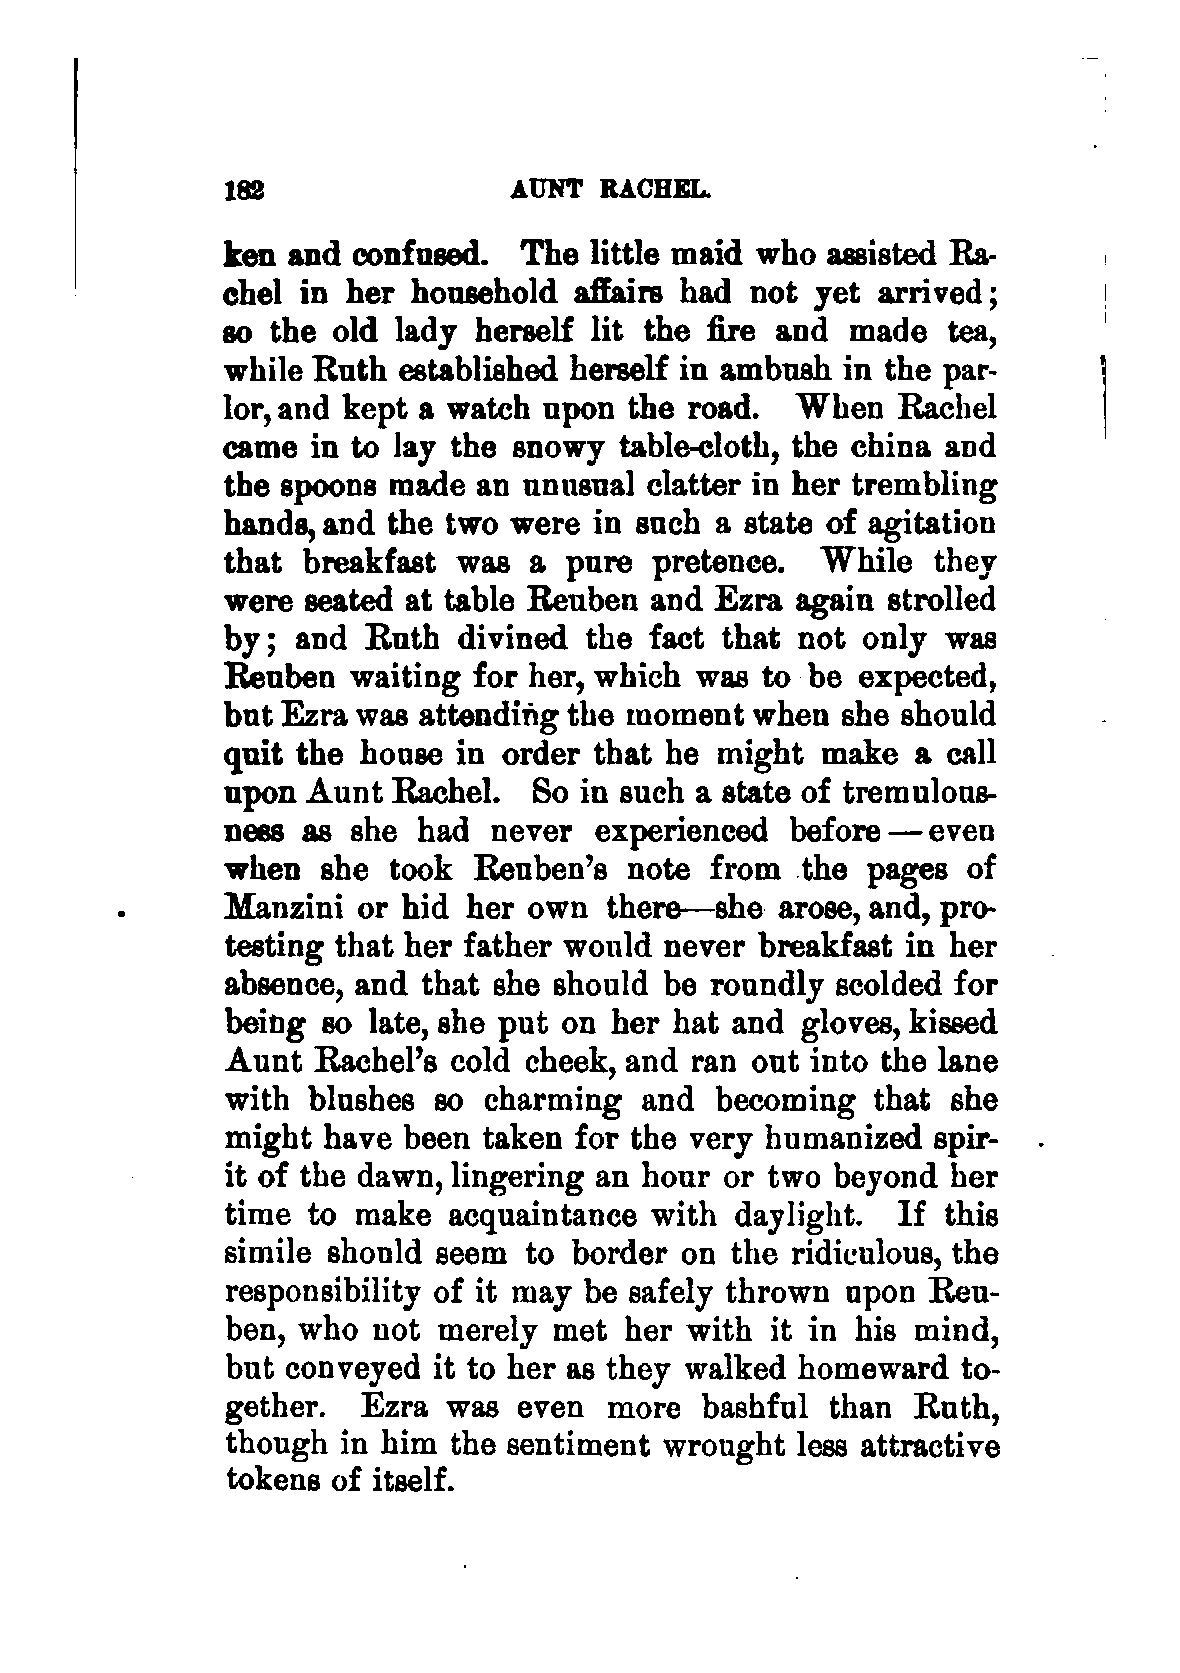 182 AUNT RACHEL.
ken and confused. The little maid who assisted Ra-
chel in her household affairs had not yet arrived;
so the old lady herself lit the fire and made tea,
while Ruth established herself in ambush in the par-
lor, and kept a watch upon the road. When Rachel
came in to lay the snowy table-cloth, the china and
the spoons made an unusual clatter in her trembling
hands, and the two were in such a state of agitation
that breakfast was a pure pretence. While they
were seated at table Reuben and Ezra again strolled
by; and Ruth divined the fact that not only was
Reuben waiting for her, which was to be expected,
but Ezra was attending the moment when she should
quit the house in order that he might make a call
upon Aunt Rachel. So in such a state of tremulous-
ness as she had never experienced before — even
when she took Reuben's note from the pages of
Manzini or hid her own there—she arose, and, pro-
testing that her father would never breakfast in her
absence, and that she should be roundly scolded for
being so late, she put on her hat and gloves, kissed
Aunt Rachel's cold cheek, and ran out into the lane
with blushes so charming and becoming that she
might have been taken for the very humanized spir-
it of the dawn, lingering an hour or two beyond her
time to make acquaintance with daylight. If this
simile should seem to border on the ridiculous, the
responsibility of it may be safely thrown upon Reu-
ben, who not merely met her with it in his mind,
but conveyed it to her as they walked homeward to-
gether. Ezra was even more bashful than Ruth,
though in him the sentiment wrought less attractive
tokens of itself.